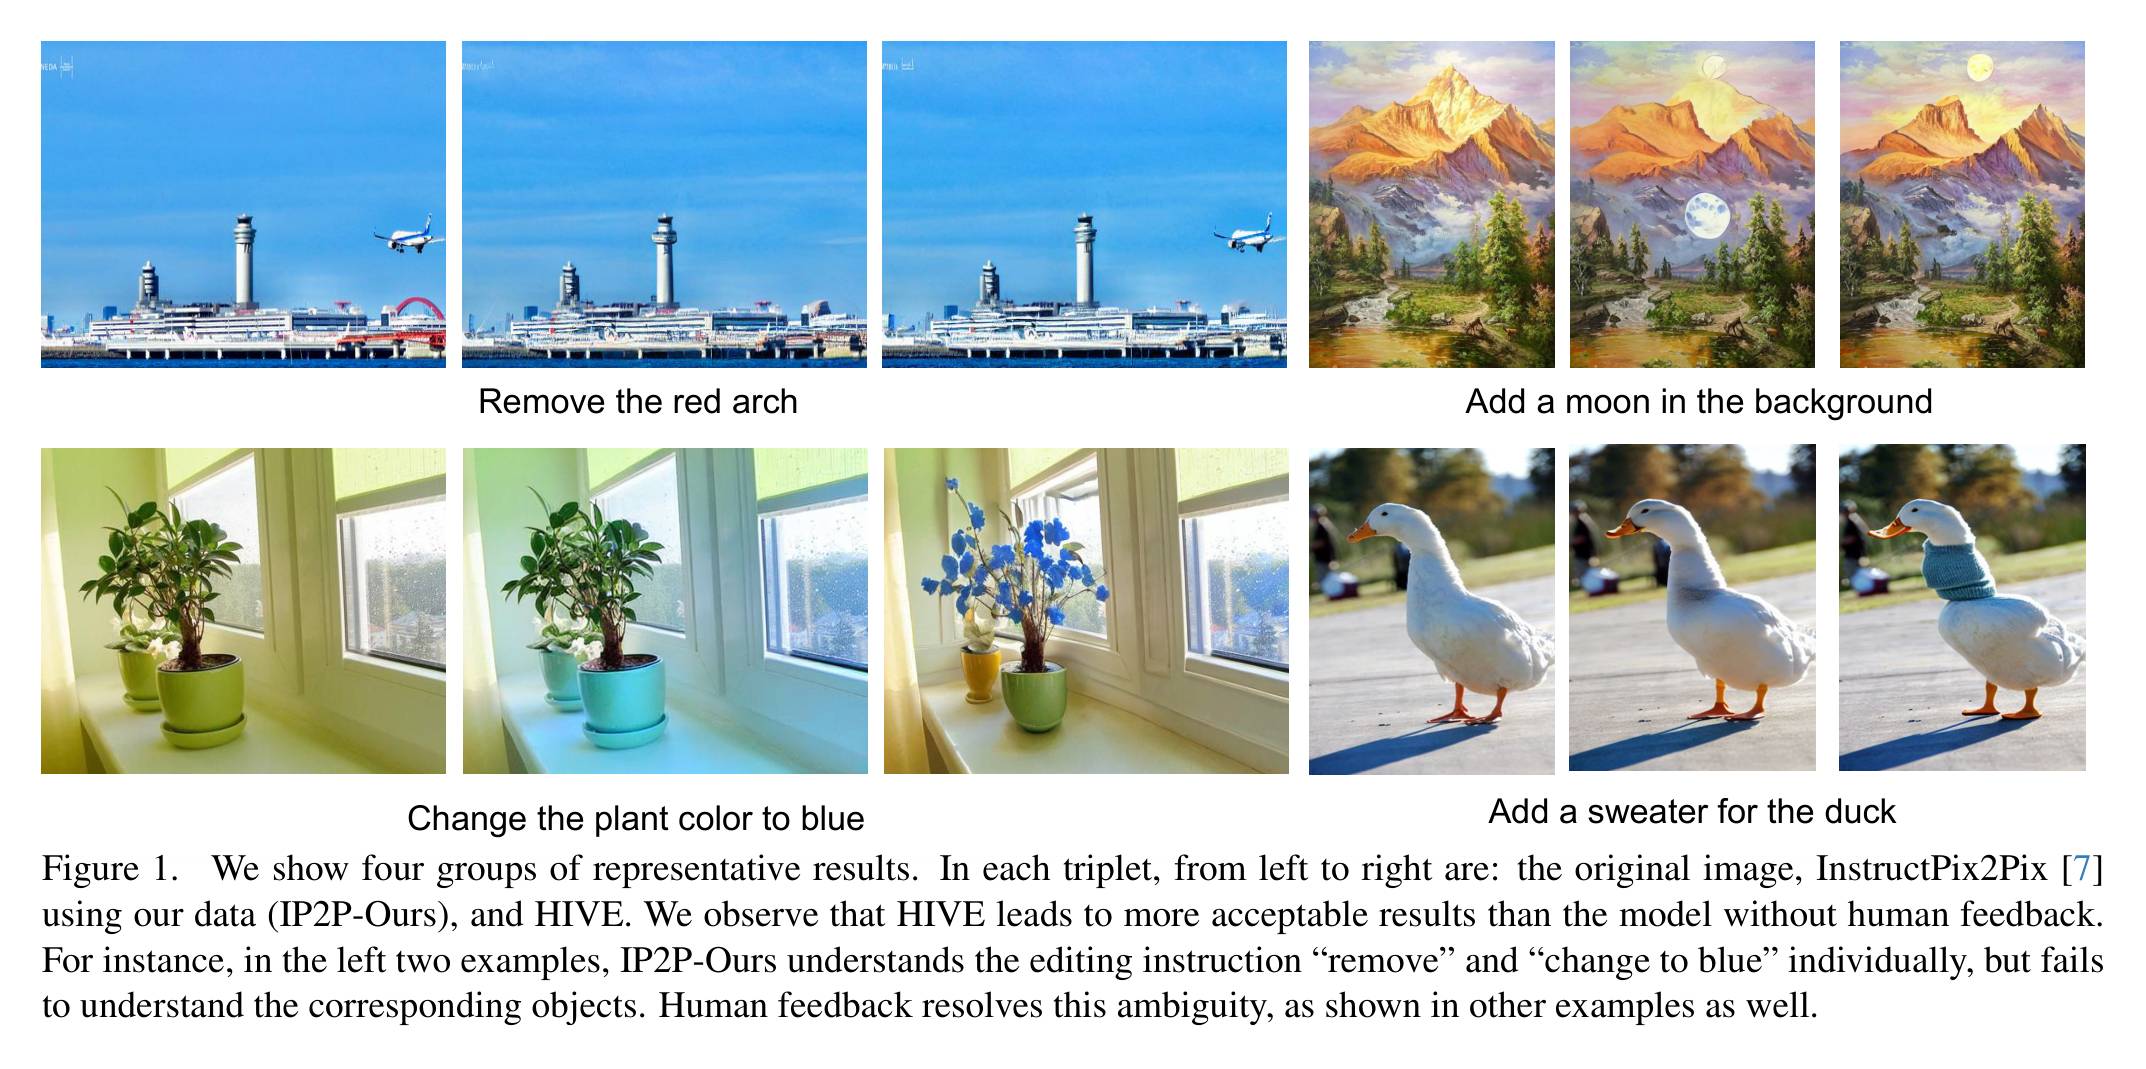 Remove the red arch
Add a moon in the background
Change the plant color to blue
Add a sweater for the duck
Figure 1. We show four groups of representative results. In each triplet, from left to right are: the original image, InstructPix2Pix [7]
using our data (IP2P-Ours), and HIVE. We observe that HIVE leads to more acceptable results than the model without human feedback.
For instance, in the left two examples, IP2P-Ours understands the editing instruction “remove” and “change to blue” individually, but fails
to understand the corresponding objects. Human feedback resolves this ambiguity, as shown in other examples as well.